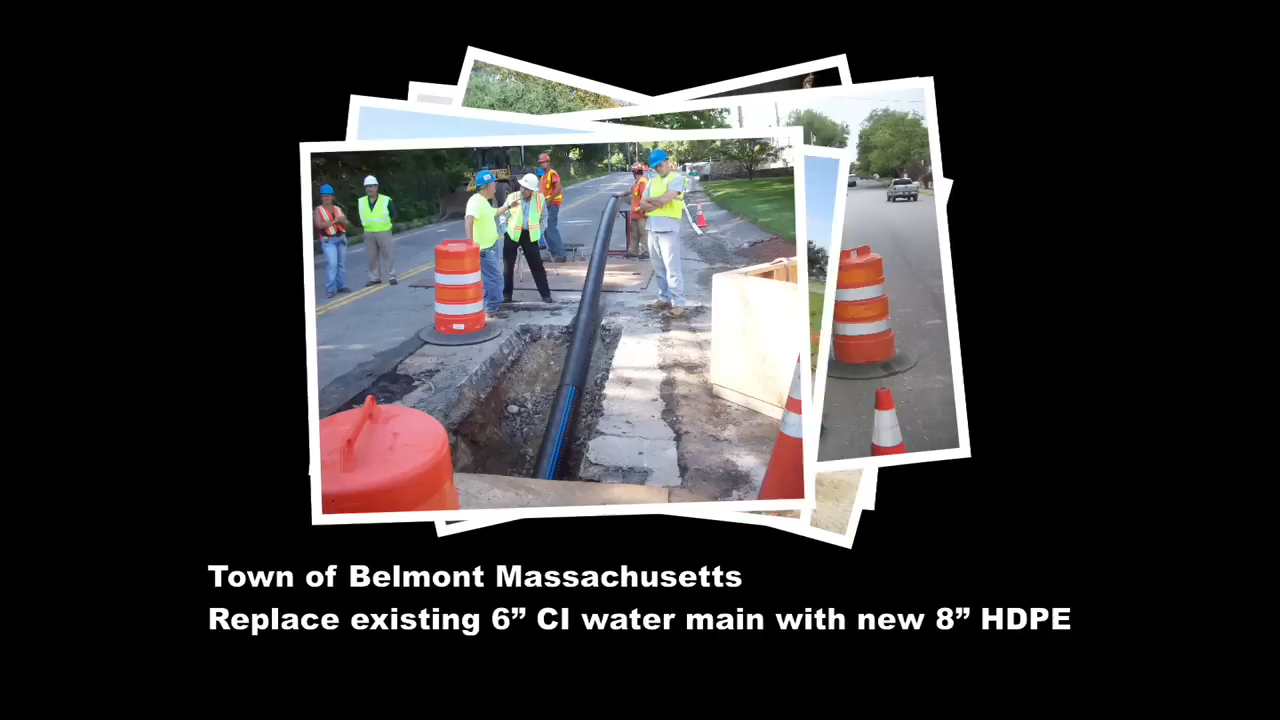 Town of Belmont Massachusetts
Replace existing 6” CI water main with new 8” HDPE